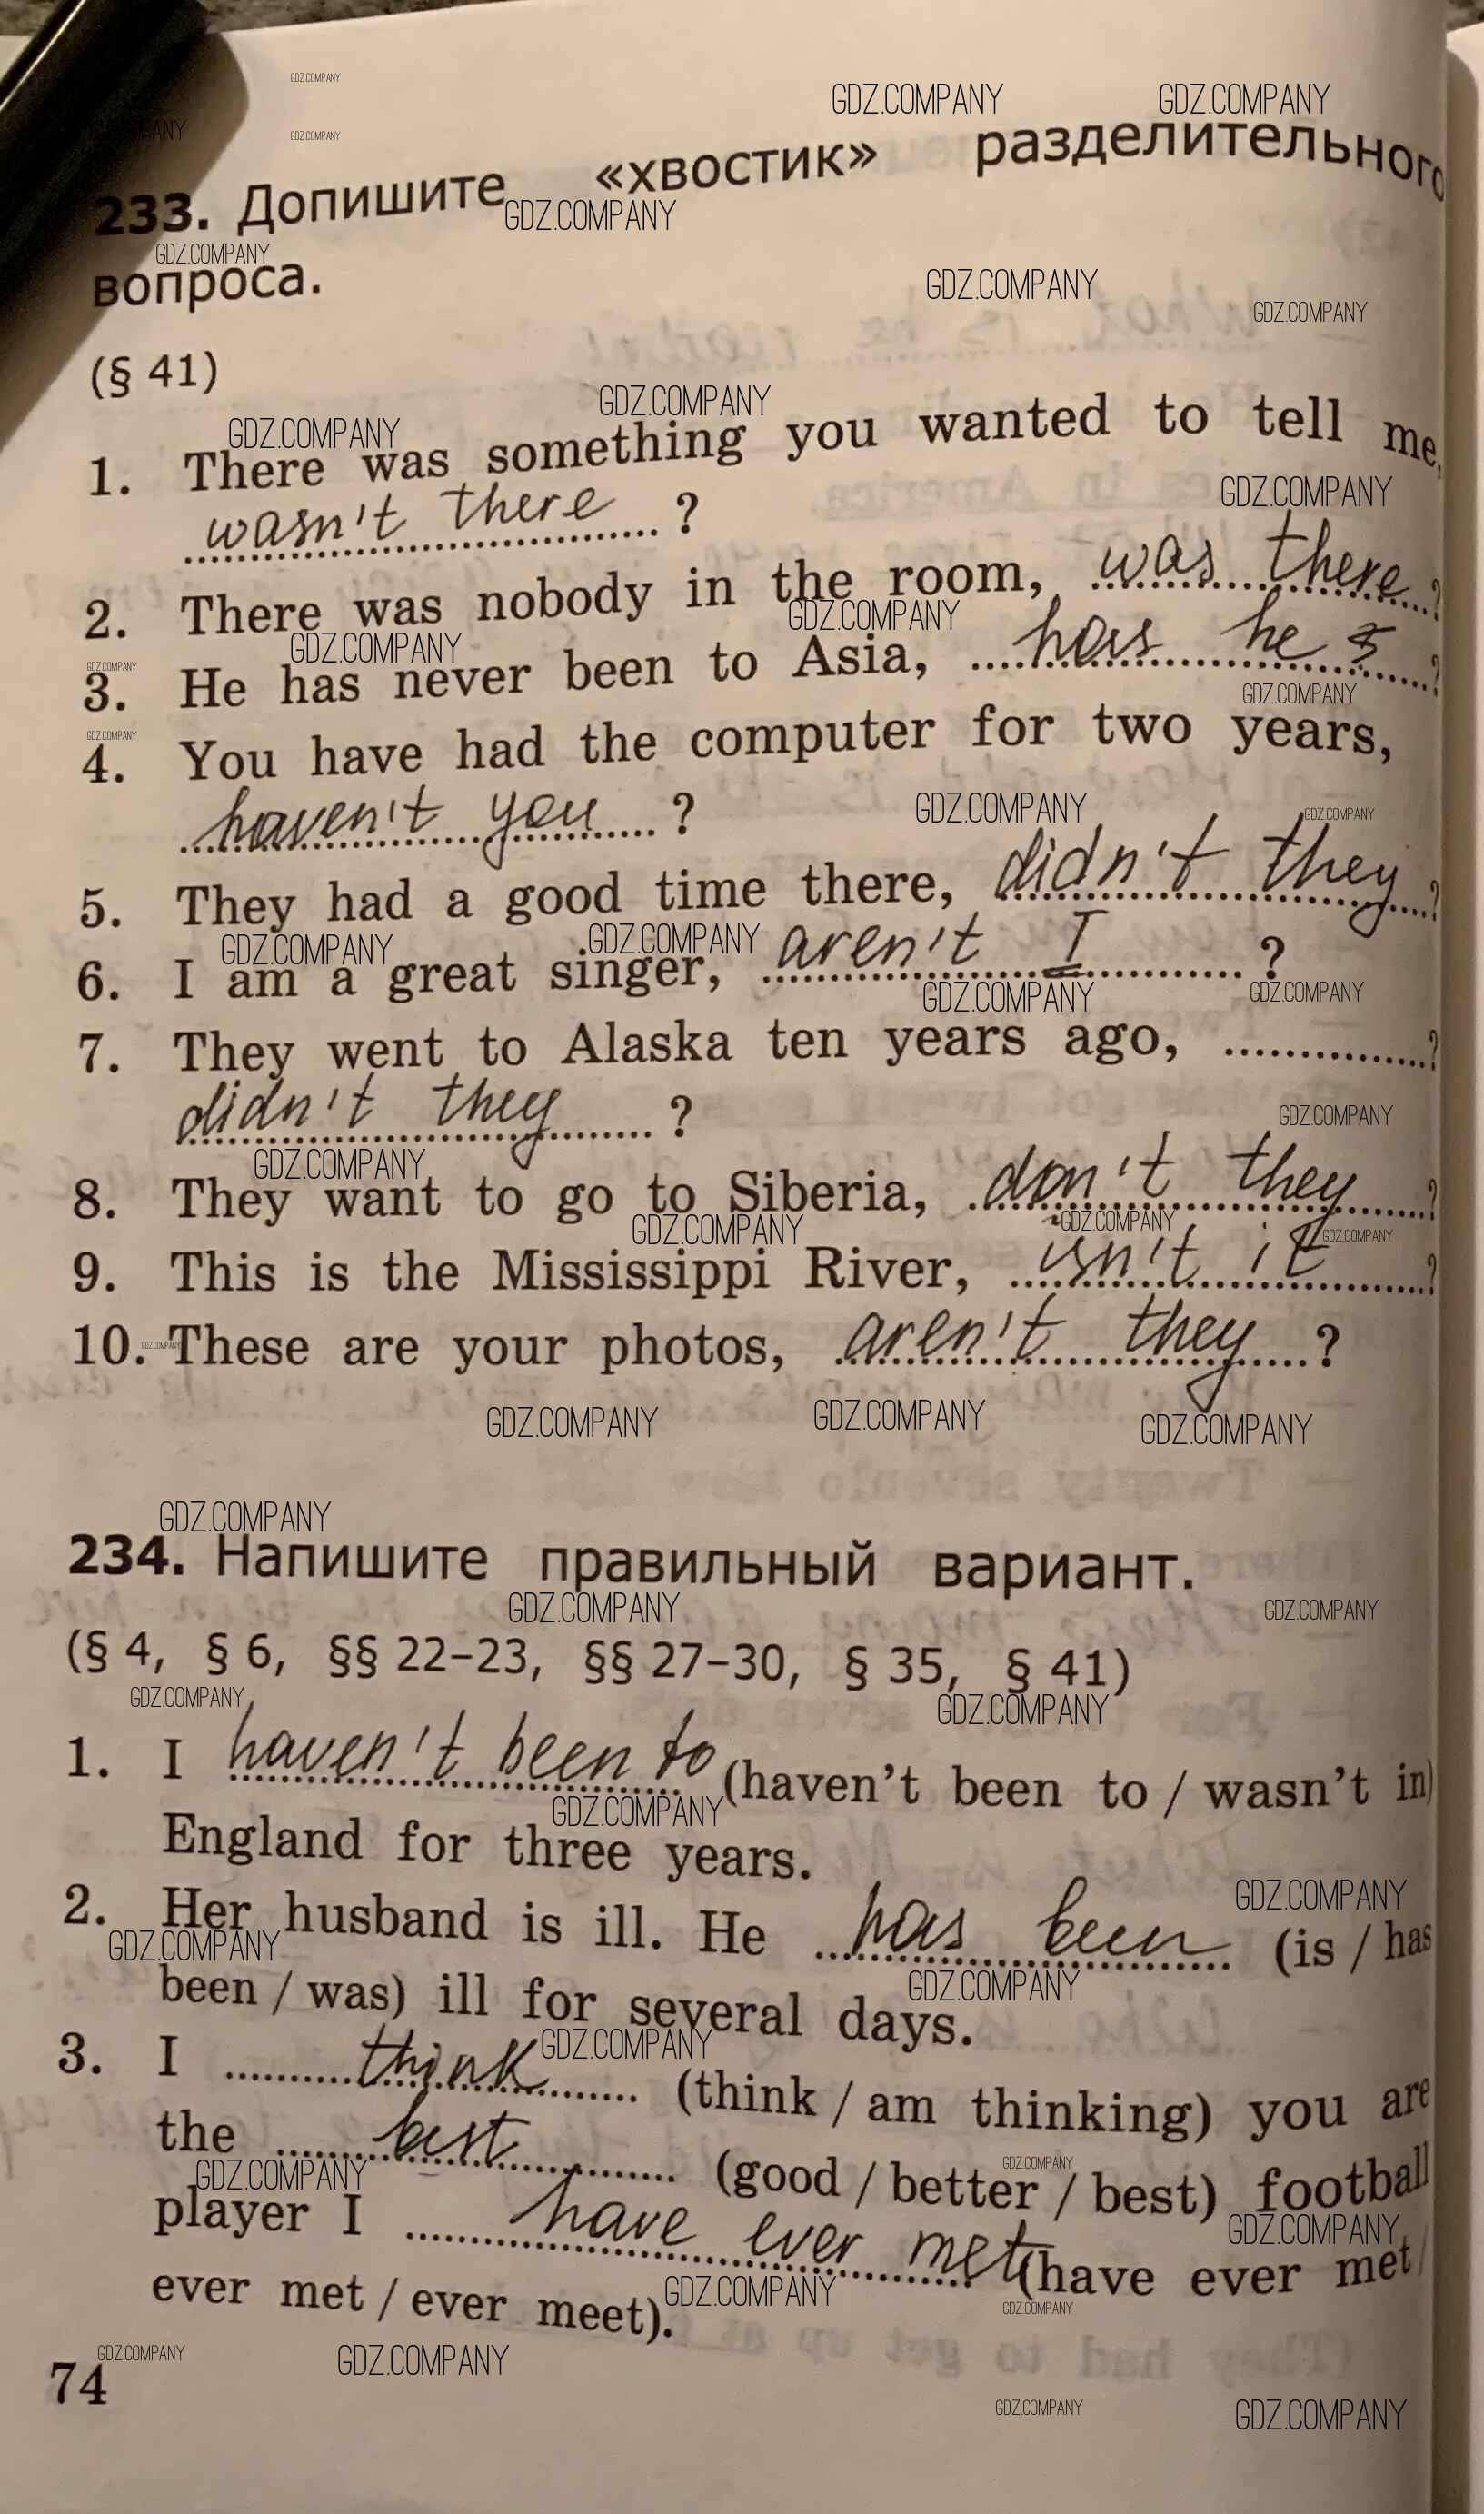 233. Допишите «хвостик» разделительного
вопроса.
(§ 41)
1. There was something you wanted to tell me,
wasn't there ?
2. There was nobody in the room, was there ?
3. He has never been to Asia, has he ?
4. You have had the computer for two years,
haven't you ?
5. They had a good time there, didn't they ?
6. I am a great singer, aren't I ?
7. They went to Alaska ten years ago, ?
didn't they ?
8. They want to go to Siberia, don't they ?
9. This is the Mississippi River, isn't it ?
10. These are your photos, aren't they ?
234. Напишите правильный вариант.
(§ 4, § 6, §§ 22–23, §§ 27–30, § 35, § 41)
1. I haven't been to (haven't been to / wasn't in)
England for three years.
2. Her husband is ill. He has been (is / has
been / was) ill for several days.
3. I think (think / am thinking) you are
the best (good / better / best) football
player I have ever met (have ever met /
ever met / ever meet).
74
GDZ.COMPANY